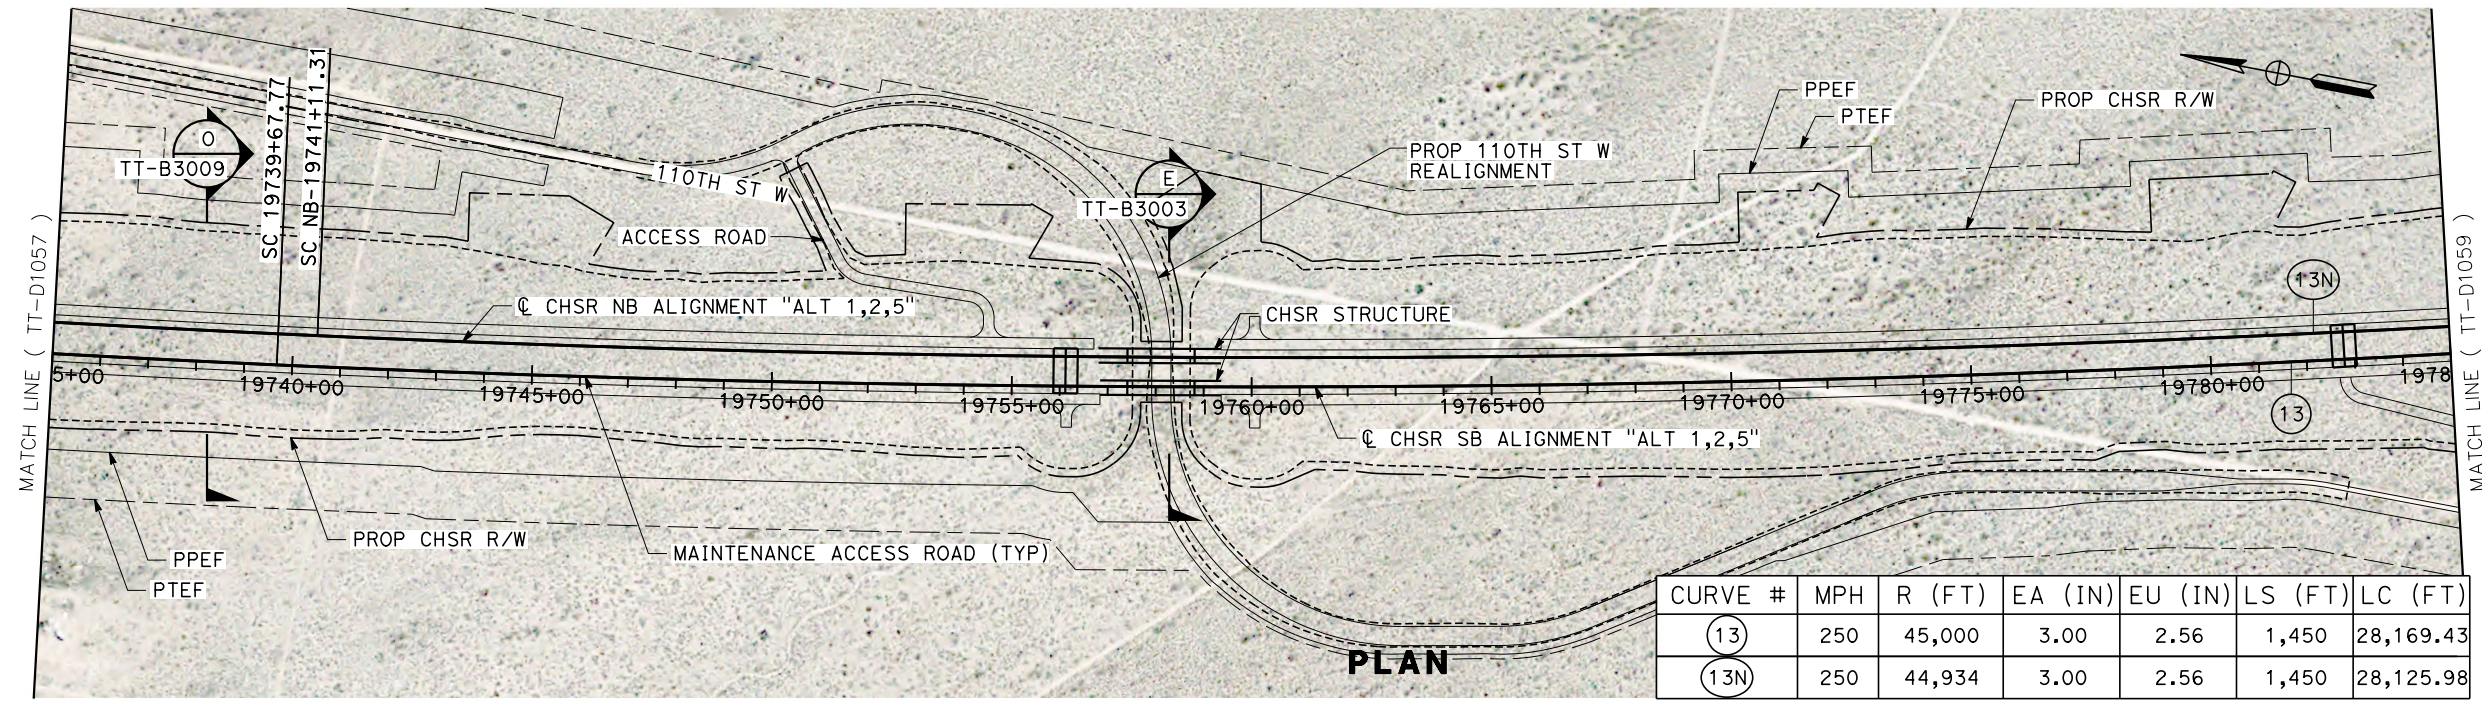 MATCH LINE ( TT-D1057 )
O
TT-B3009
SC 19739+67.77
SC NB-19741+11.31
110TH ST W
ACCESS ROAD
℄ CHSR NB ALIGNMENT "ALT 1,2,5"
E
TT-B3003
PROP 110TH ST W
REALIGNMENT
CHSR STRUCTURE
PPEF
PTEF
PROP CHSR R/W
13N
13
5+00
19740+00
19745+00
19750+00
19755+00
19760+00
19765+00
19770+00
19775+00
19780+00
1978
℄ CHSR SB ALIGNMENT "ALT 1,2,5"
PROP CHSR R/W
MAINTENANCE ACCESS ROAD (TYP)
PPEF
PTEF
MATCH LINE ( TT-D1059 )
PLAN
CURVE # MPH R (FT) EA (IN) EU (IN) LS (FT) LC (FT)
13 250 45,000 3.00 2.56 1,450 28,169.43
13N 250 44,934 3.00 2.56 1,450 28,125.98